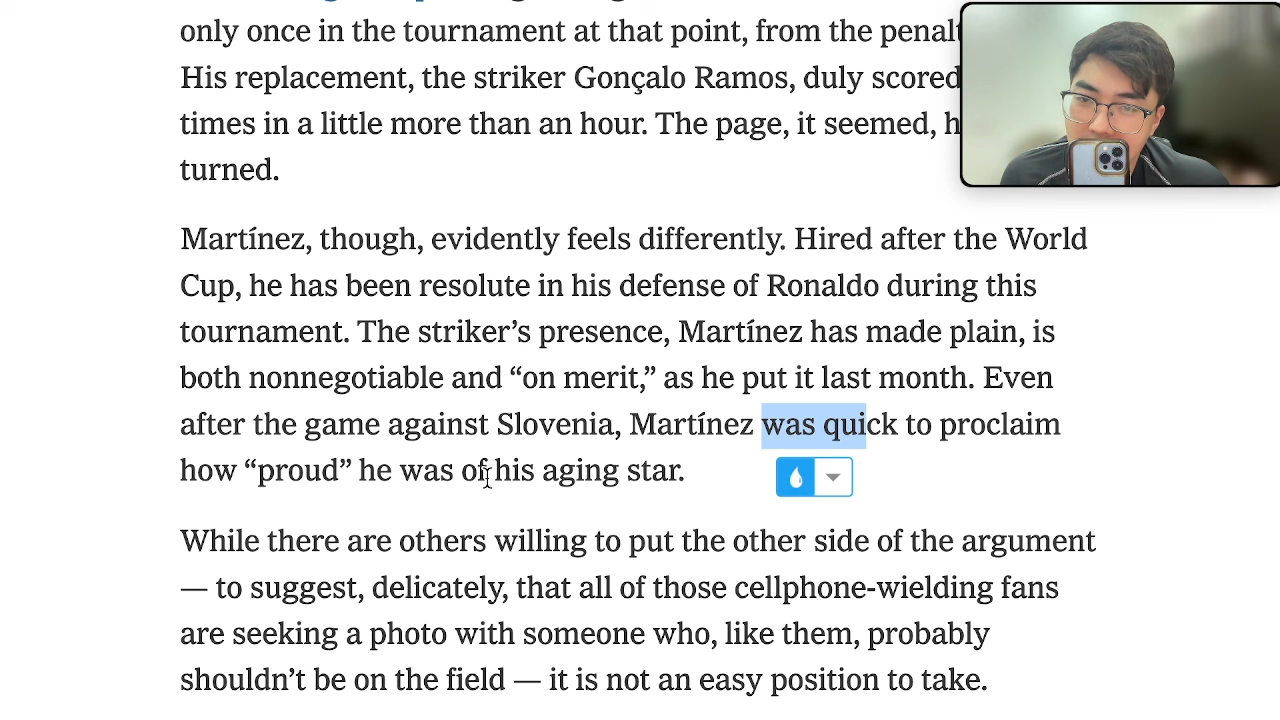 only once in the tournament at that point, from the
His replacement, the striker Gonçalo Ramos, duly scored
times in a little more than an hour. The page, it seemed,
turned.
Martínez, though, evidently feels differently. Hired after the World
Cup, he has been resolute in his defense of Ronaldo during this
tournament. The striker’s presence, Martínez has made plain, is
both nonnegotiable and “on merit,” as he put it last month. Even
after the game against Slovenia, Martínez was quick to proclaim
how “proud” he was of his aging star.
While there are others willing to put the other side of the argument
— to suggest, delicately, that all of those cellphone-wielding fans
are seeking a photo with someone who, like them, probably
shouldn’t be on the field — it is not an easy position to take.